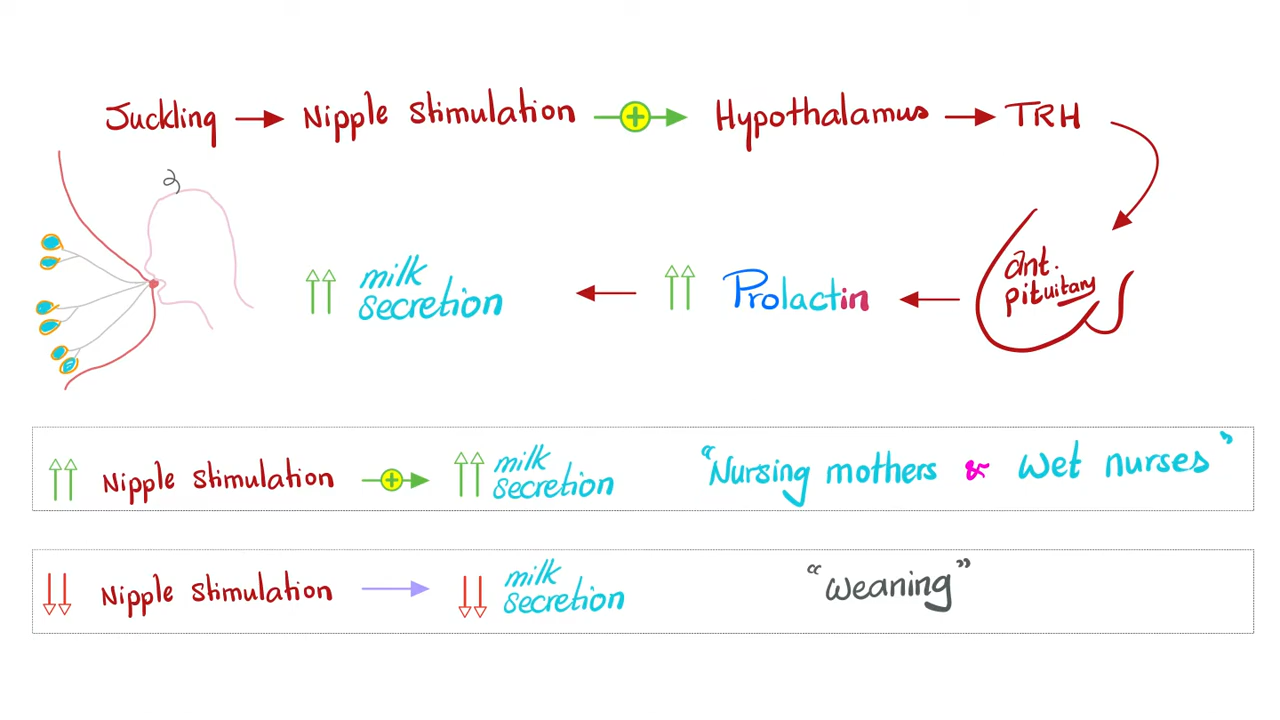 Suckling → Nipple Stimulation → + Hypothalamus → TRH
ant.
pituitary
↑↑ Prolactin
↑↑ milk
secretion
↑↑ Nipple Stimulation + ↑↑ milk
secretion
"Nursing mothers & Wet nurses"
↓↓ Nipple Stimulation → ↓↓ milk
secretion
"Weaning"